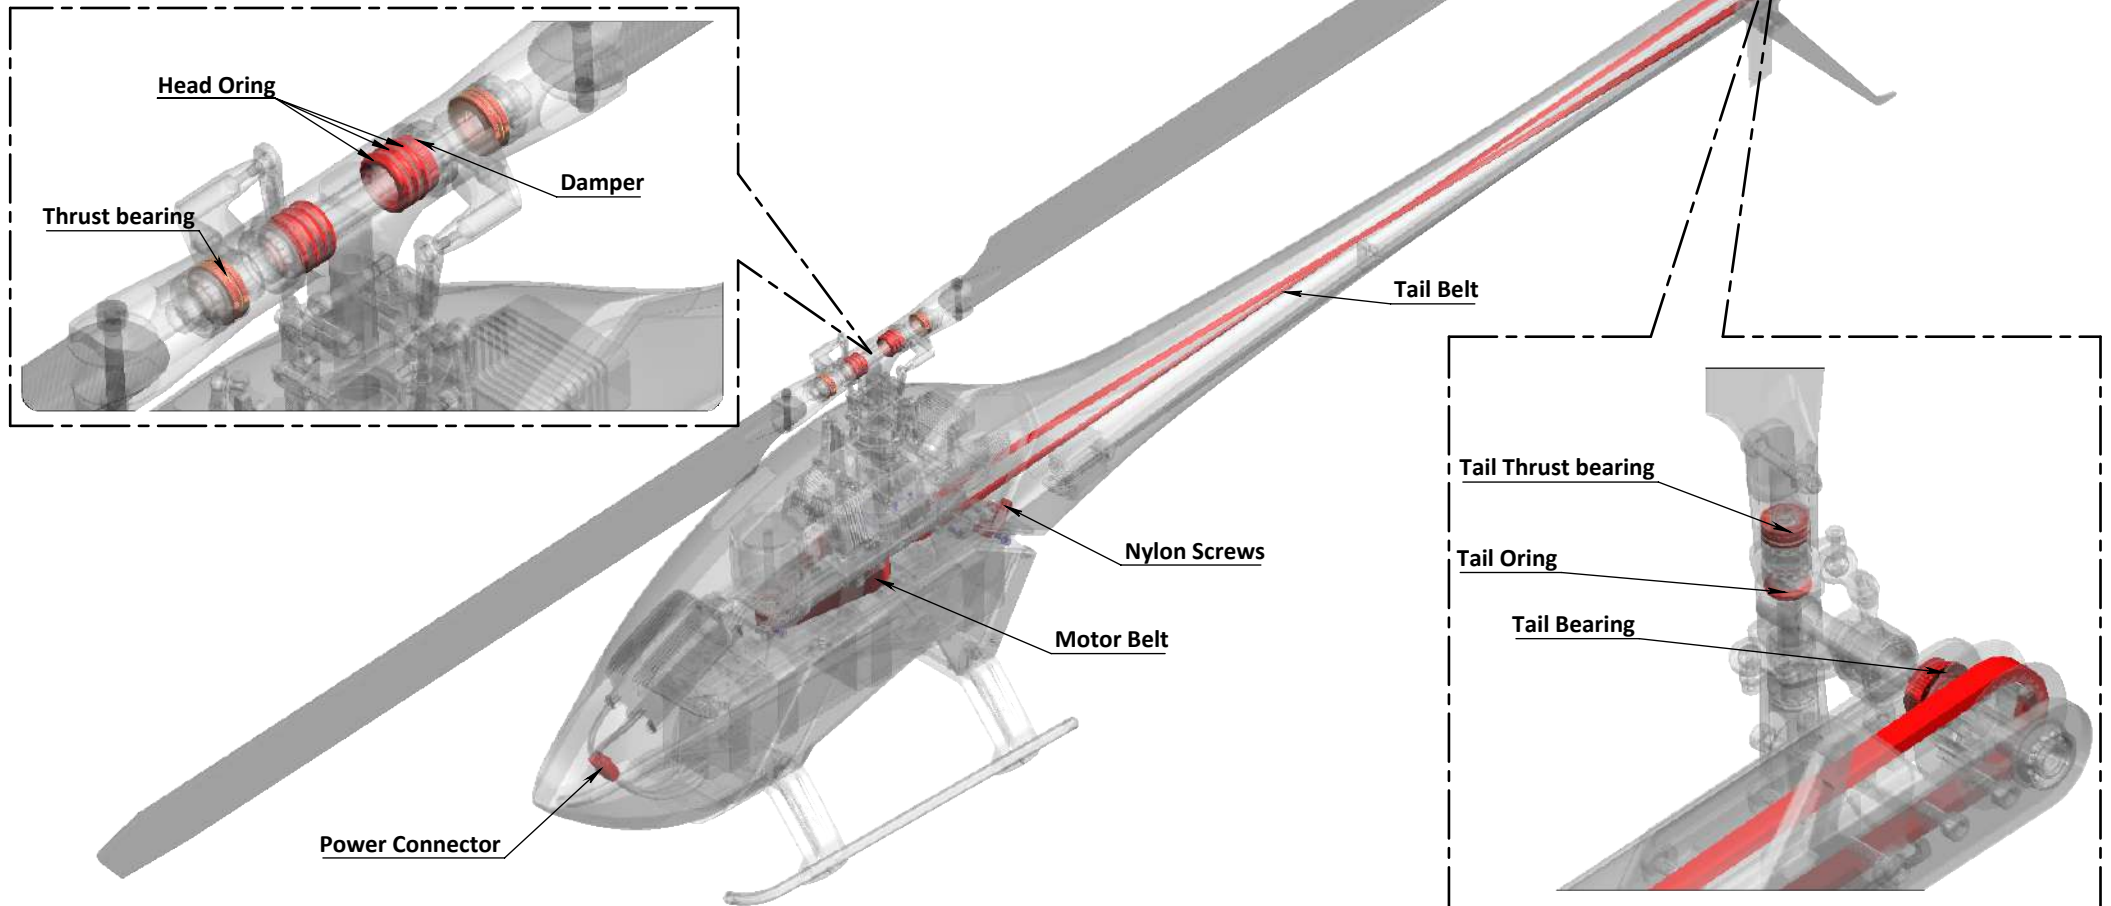 Head Oring
Damper
Thrust bearing
Tail Belt
Tail Thrust bearing
Nylon Screws
Tail Oring
Tail Bearing
Motor Belt
Power Connector